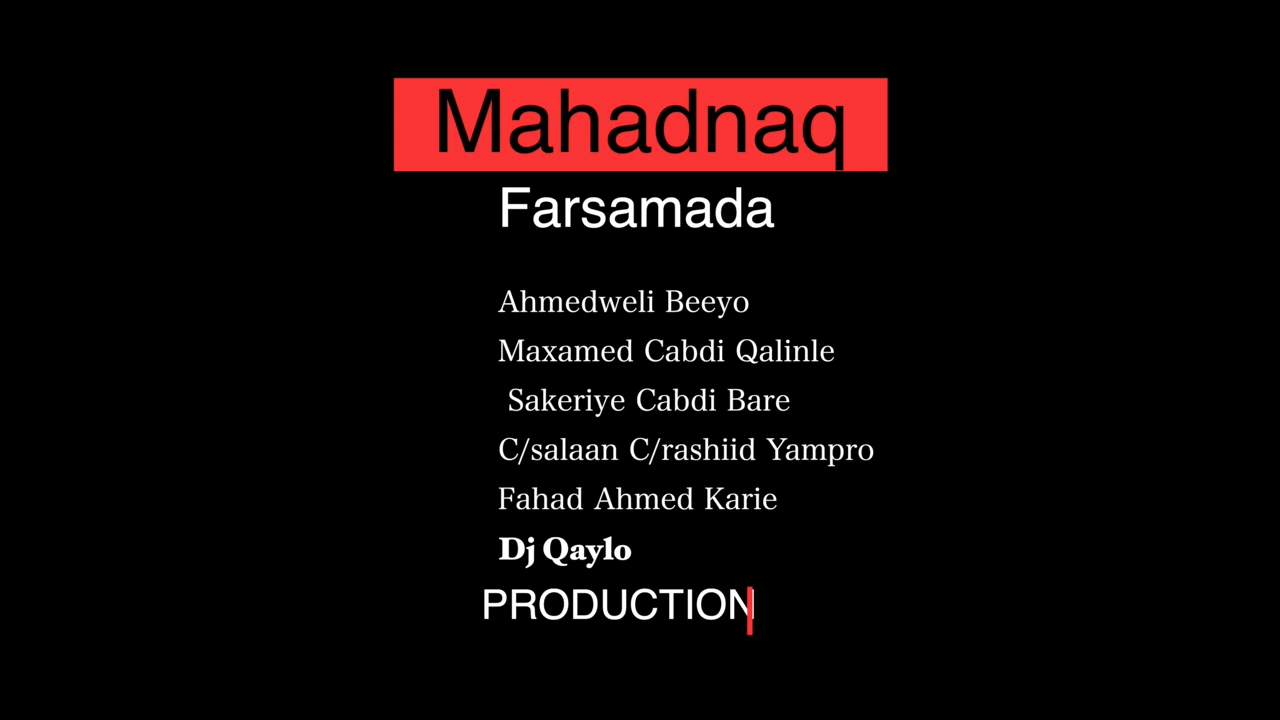 Mahadnaq
Farsamada
Ahmedweli Beeyo
Maxamed Cabdi Qalinle
Sakeriye Cabdi Bare
C/salaan C/rashiid Yampro
Fahad Ahmed Karie
Dj Qaylo
PRODUCTION